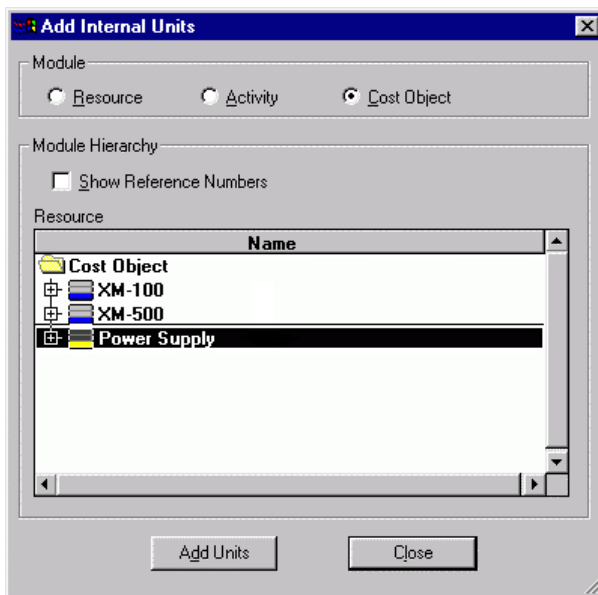 Add Internal Units
Module
Resource Activity Cost Object
Module Hierarchy
Show Reference Numbers
Resource
Name
Cost Object
XM-100
XM-500
Power Supply
Add Units Close